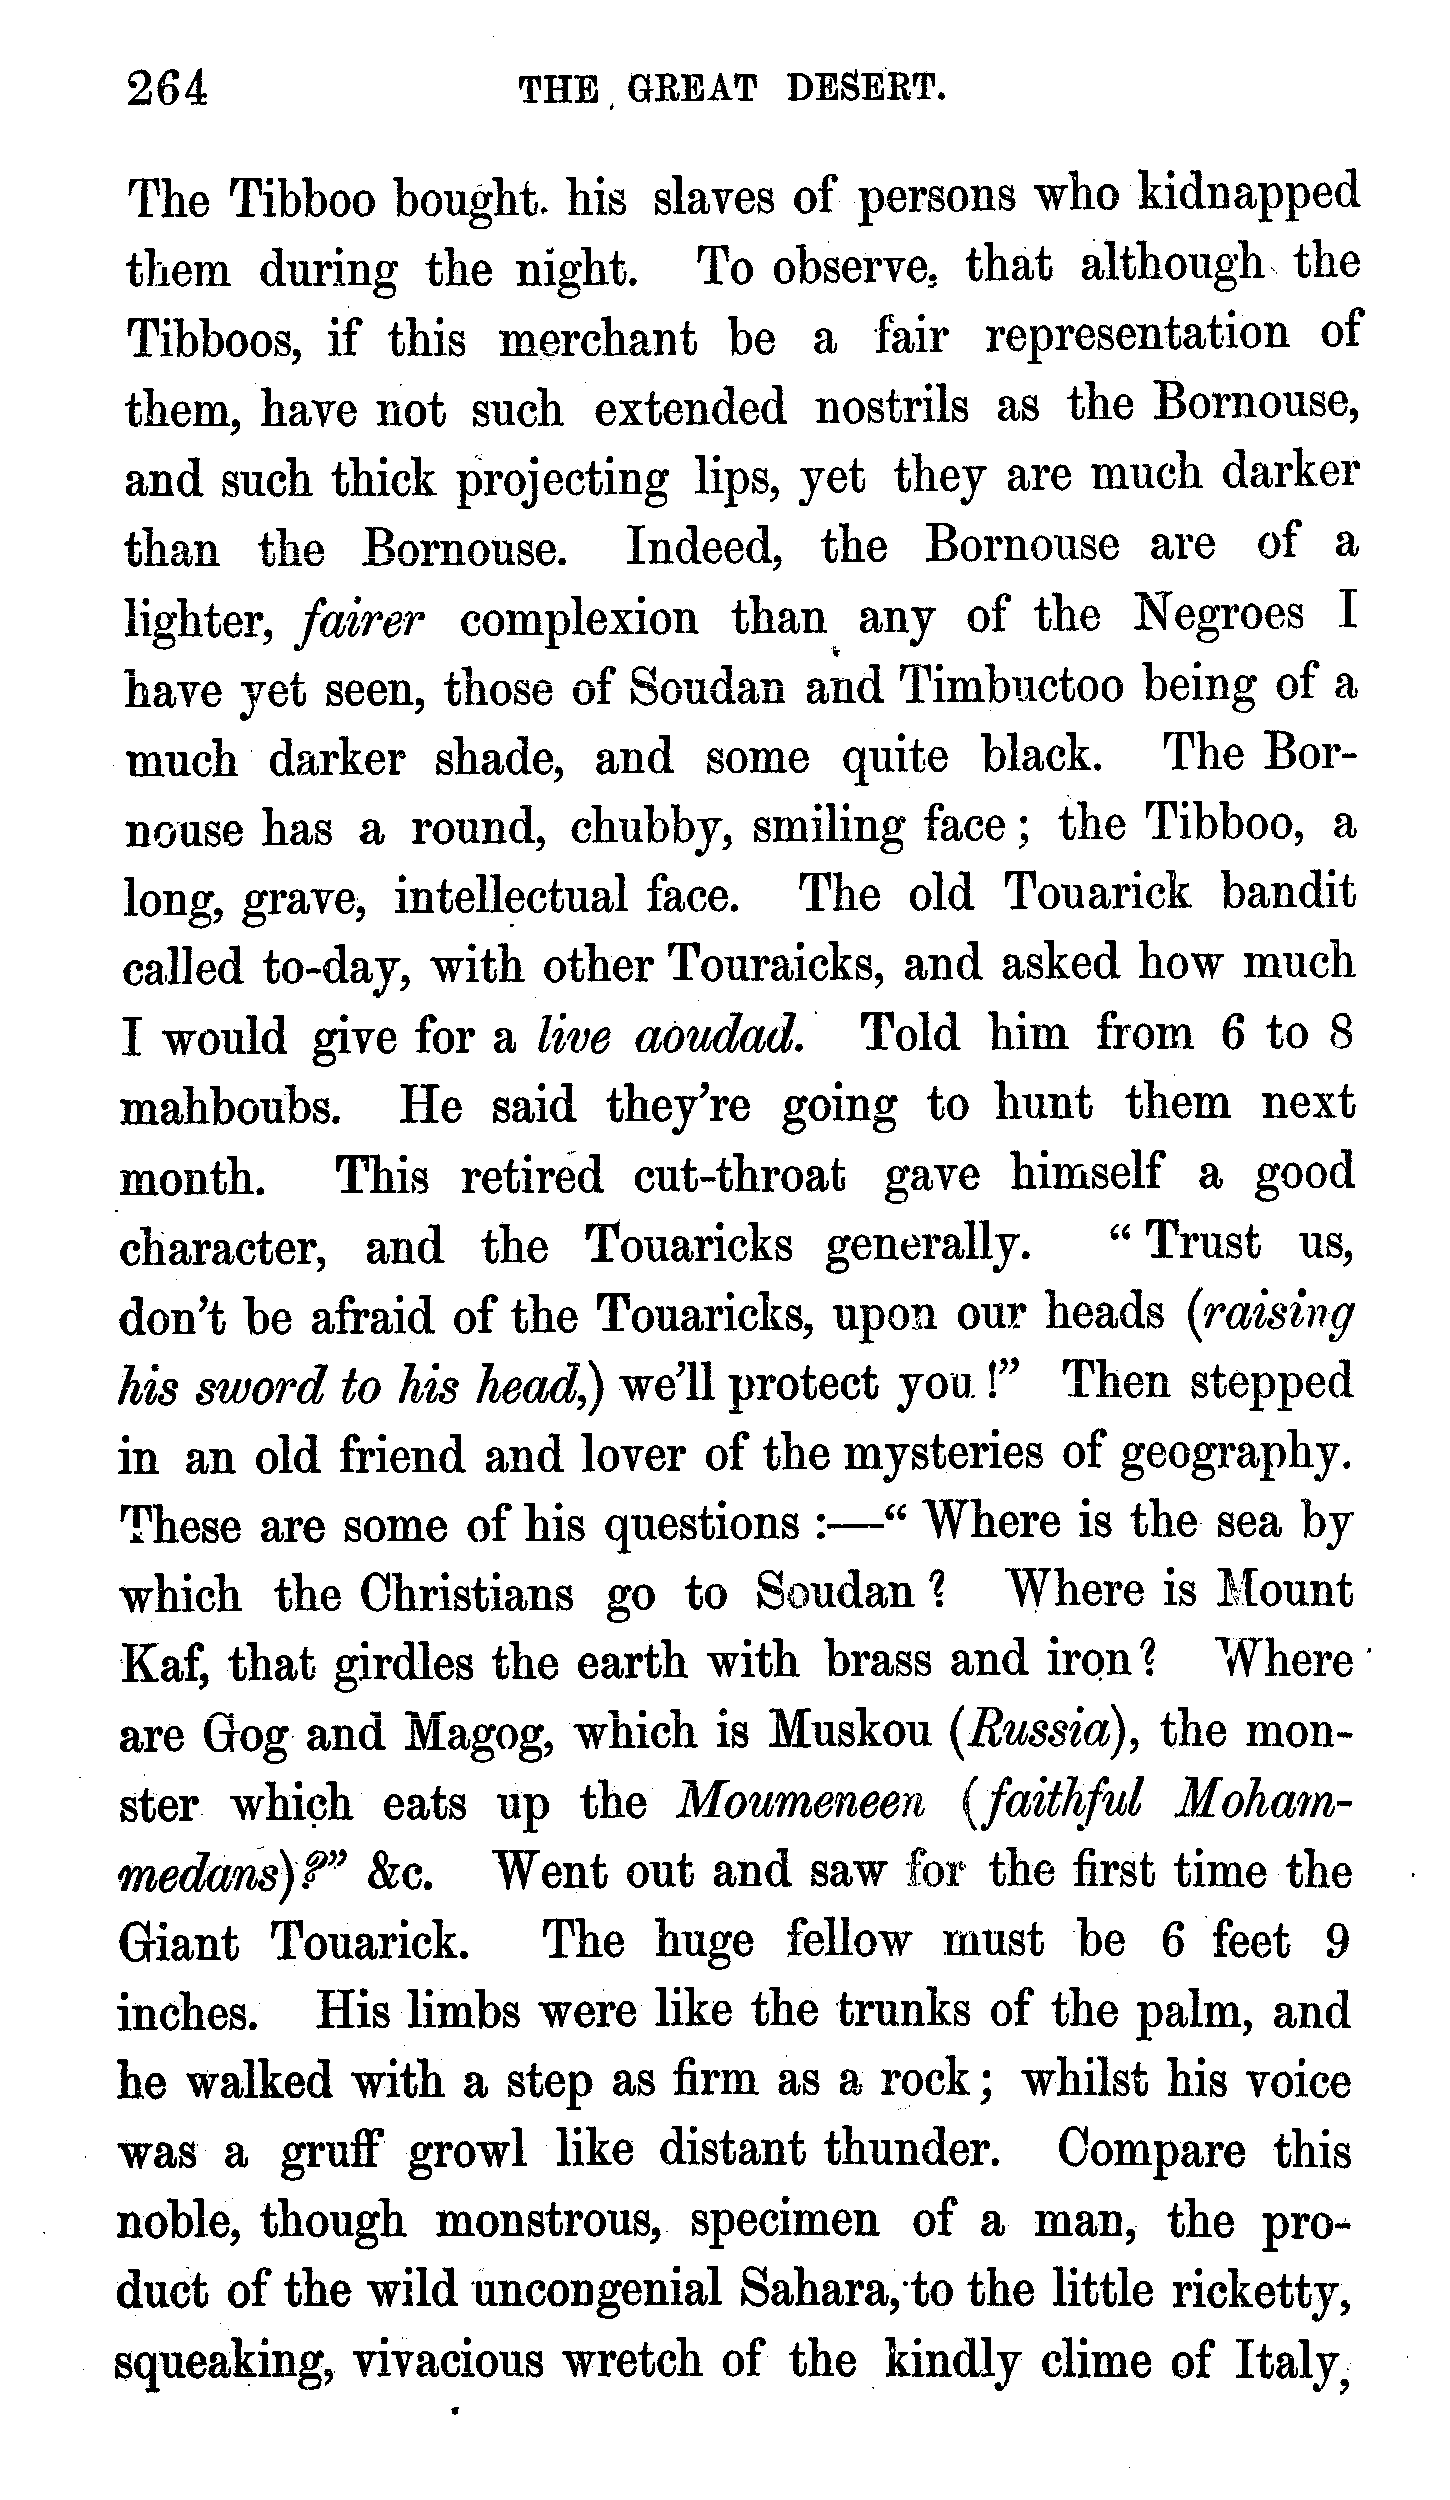 264 THE GREAT DESERT.
The Tibboo bought his slaves of persons who kidnapped
them during the night. To observe, that although the
Tibboos, if this merchant be a fair representation of
them, have not such extended nostrils as the Bornouse,
and such thick projecting lips, yet they are much darker
than the Bornouse. Indeed, the Bornouse are of a
lighter, fairer complexion than any of the Negroes I
have yet seen, those of Soudan and Timbuctoo being of a
much darker shade, and some quite black. The Bor-
nouse has a round, chubby, smiling face; the Tibboo, a
long, grave, intellectual face. The old Touarick bandit
called to-day, with other Touraicks, and asked how much
I would give for a live aoudad. Told him from 6 to 8
mahboubs. He said they're going to hunt them next
month. This retired cut-throat gave himself a good
character, and the Touaricks generally. "Trust us,
don't be afraid of the Touaricks, upon our heads (raising
his sword to his head,) we'll protect you!" Then stepped
in an old friend and lover of the mysteries of geography.
These are some of his questions:—"Where is the sea by
which the Christians go to Soudan? Where is Mount
Kaf, that girdles the earth with brass and iron? Where
are Gog and Magog, which is Muskou (Russia), the mon-
ster which eats up the Moumeneen (faithful Moham-
medans)?" &c. Went out and saw for the first time the
Giant Touarick. The huge fellow must be 6 feet 9
inches. His limbs were like the trunks of the palm, and
he walked with a step as firm as a rock; whilst his voice
was a gruff growl like distant thunder. Compare this
noble, though monstrous, specimen of a man, the pro-
duct of the wild uncongenial Sahara, to the little ricketty,
squeaking, vivacious wretch of the kindly clime of Italy,